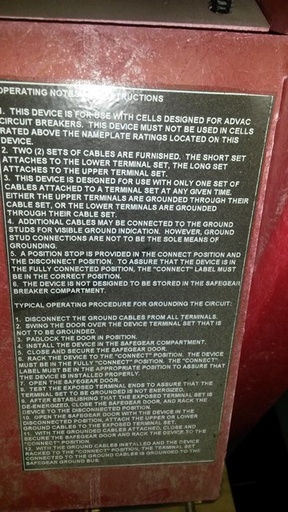 OPERATING NOTES INSTRUCTIONS
1. THIS DEVICE IS FOR USE WITH CELLS DESIGNED FOR ADVAC
CIRCUIT BREAKERS. THIS DEVICE MUST NOT BE USED IN CELLS
RATED ABOVE THE NAMEPLATE RATINGS LOCATED ON THIS
DEVICE.
2. TWO (2) SETS OF CABLES ARE FURNISHED. THE SHORT SET
ATTACHES TO THE LOWER TERMINAL SET, THE LONG SET
ATTACHES TO THE UPPER TERMINAL SET.
3. THIS DEVICE IS DESIGNED FOR USE WITH ONLY ONE SET OF
CABLES ATTACHED TO A TERMINAL SET AT ANY GIVEN TIME.
EITHER THE UPPER TERMINALS ARE GROUNDED THROUGH THEIR
CABLE SET, OR THE LOWER TERMINALS ARE GROUNDED
THROUGH THEIR CABLE SET.
4. ADDITIONAL CABLES MAY BE CONNECTED TO THE GROUND
STUDS FOR VISIBLE GROUND INDICATION. HOWEVER, GROUND
STUD CONNECTIONS ARE NOT TO BE THE SOLE MEANS OF
GROUNDING.
5. A POSITION STOP IS PROVIDED IN THE CONNECT POSITION AND
THE DISCONNECT POSITION. TO ASSURE THAT THE DEVICE IS IN
THE FULLY CONNECTED POSITION, THE "CONNECT" LABEL MUST
BE IN THE CORRECT POSITION.
6. THE DEVICE IS NOT DESIGNED TO BE STORED IN THE SAFEGEAR
BREAKER COMPARTMENT.
TYPICAL OPERATING PROCEDURE FOR GROUNDING THE CIRCUIT:
1. DISCONNECT THE GROUND CABLES FROM ALL TERMINALS.
2. SWING THE DOOR OVER THE DEVICE TERMINAL SET THAT IS
NOT TO BE GROUNDED.
3. PADLOCK THE DOOR IN POSITION.
4. INSTALL THE DEVICE IN THE SAFEGEAR COMPARTMENT.
5. CLOSE AND SECURE THE SAFEGEAR DOOR.
6. RACK THE DEVICE TO THE "CONNECT" POSITION. THE DEVICE
MUST BE IN THE FULLY "CONNECT" POSITION. THE "CONNECT"
LABEL MUST BE IN THE APPROPRIATE POSITION TO ASSURE THAT
THE DEVICE IS INSTALLED PROPERLY.
7. OPEN THE SAFEGEAR DOOR.
8. TEST THE EXPOSED TERMINAL ENDS TO ASSURE THAT THE
TERMINAL SET TO BE GROUNDED IS NOT ENERGIZED.
9. AFTER ESTABLISHING THAT THE EXPOSED TERMINAL SET IS
DE-ENERGIZED, CLOSE THE SAFEGEAR DOOR, AND RACK THE
DEVICE TO THE DISCONNECTED POSITION.
10. OPEN THE SAFEGEAR DOOR WITH THE DEVICE IN THE
DISCONNECTED POSITION, ATTACH THE UPPER OR LOWER
GROUND CABLES TO THE EXPOSED TERMINAL SET.
11. WITH THE GROUNDED CABLES ATTACHED, CLOSE AND
SECURE THE SAFEGEAR DOOR AND RACK THE DEVICE TO THE
"CONNECT" POSITION.
12. WITH GROUND CABLES INSTALLED AND THE DEVICE
RACKED TO THE "CONNECT" POSITION, THE TERMINAL SET
CONNECTED TO THE GROUND CABLES IS GROUNDED TO THE
SAFEGEAR GROUND BUS.